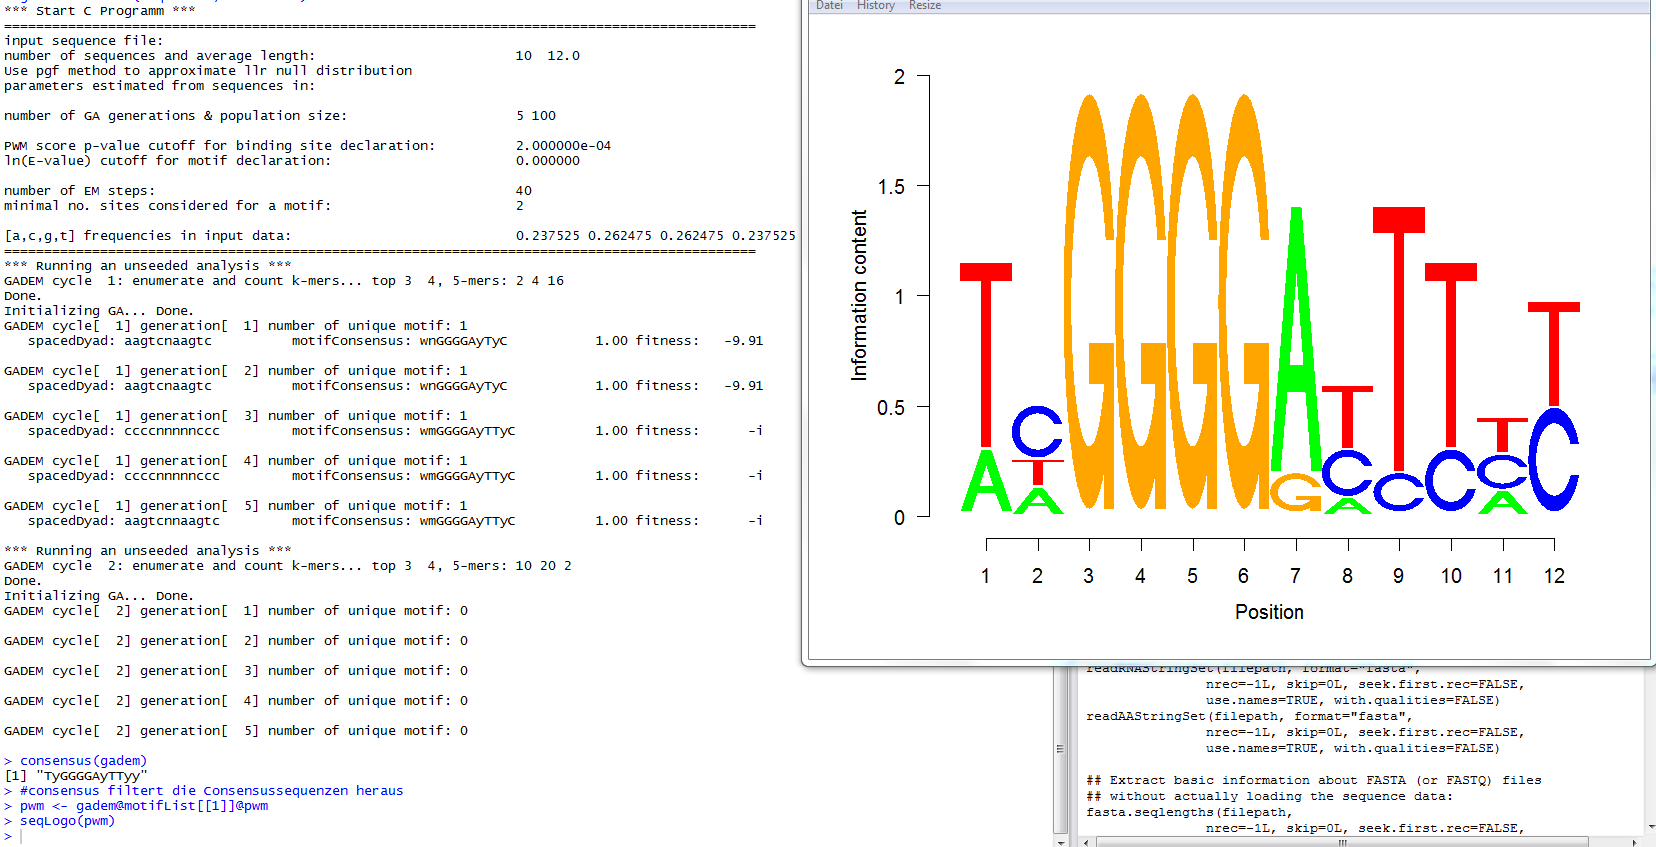 *** Start C Programm ***
==============================================================================================
input sequence file:
number of sequences and average length: 10 12.0
Use pgf method to approximate llr null distribution
parameters estimated from sequences in:
number of GA generations & population size: 5 100
PWM score p-value cutoff for binding site declaration: 2.000000e-04
ln(E-value) cutoff for motif declaration: 0.000000
number of EM steps: 40
minimal no. sites considered for a motif: 2
[a,c,g,t] frequencies in input data: 0.237525 0.262475 0.262475 0.237525
==============================================================================================
*** Running an unseeded analysis ***
GADEM cycle 1: enumerate and count k-mers... top 3 4, 5-mers: 2 4 16
Done.
Initializing GA... Done.
GADEM cycle[ 1] generation[ 1] number of unique motif: 1
spacedDyad: aagtcnaagtc motifConsensus: wnGGGGAyTyC 1.00 fitness: -9.91
GADEM cycle[ 1] generation[ 2] number of unique motif: 1
spacedDyad: aagtcnaagtc motifConsensus: wnGGGGAyTyC 1.00 fitness: -9.91
GADEM cycle[ 1] generation[ 3] number of unique motif: 1
spacedDyad: ccccnnnnnccc motifConsensus: wmGGGGAyTTyC 1.00 fitness: -i
GADEM cycle[ 1] generation[ 4] number of unique motif: 1
spacedDyad: ccccnnnnnccc motifConsensus: wmGGGGAyTTyC 1.00 fitness: -i
GADEM cycle[ 1] generation[ 5] number of unique motif: 1
spacedDyad: aagtcnnaagtc motifConsensus: wmGGGGAyTTyC 1.00 fitness: -i
*** Running an unseeded analysis ***
GADEM cycle 2: enumerate and count k-mers... top 3 4, 5-mers: 10 20 2
Done.
Initializing GA... Done.
GADEM cycle[ 2] generation[ 1] number of unique motif: 0
GADEM cycle[ 2] generation[ 2] number of unique motif: 0
GADEM cycle[ 2] generation[ 3] number of unique motif: 0
GADEM cycle[ 2] generation[ 4] number of unique motif: 0
GADEM cycle[ 2] generation[ 5] number of unique motif: 0
> consensus(gadem)
[1] "TyGGGGAyTTyy"
> #consensus filtert die Consensussequenzen heraus
> pwm <- gadem@motifList[[1]]@pwm
> seqLogo(pwm)
>
Datei History Resize
Information content
2
1.5
1
0.5
0
T C G G G G A T T T T T
A T G C C C C C
A A A
1 2 3 4 5 6 7 8 9 10 11 12
Position
readRNAStringSet(filepath, format="fasta",
nrec=-1L, skip=0L, seek.first.rec=FALSE,
use.names=TRUE, with.qualities=FALSE)
readAAStringSet(filepath, format="fasta",
nrec=-1L, skip=0L, seek.first.rec=FALSE,
use.names=TRUE, with.qualities=FALSE)
## Extract basic information about FASTA (or FASTQ) files
## without actually loading the sequence data:
fasta.seqlengths(filepath,
nrec=-1L, skip=0L, seek.first.rec=FALSE,